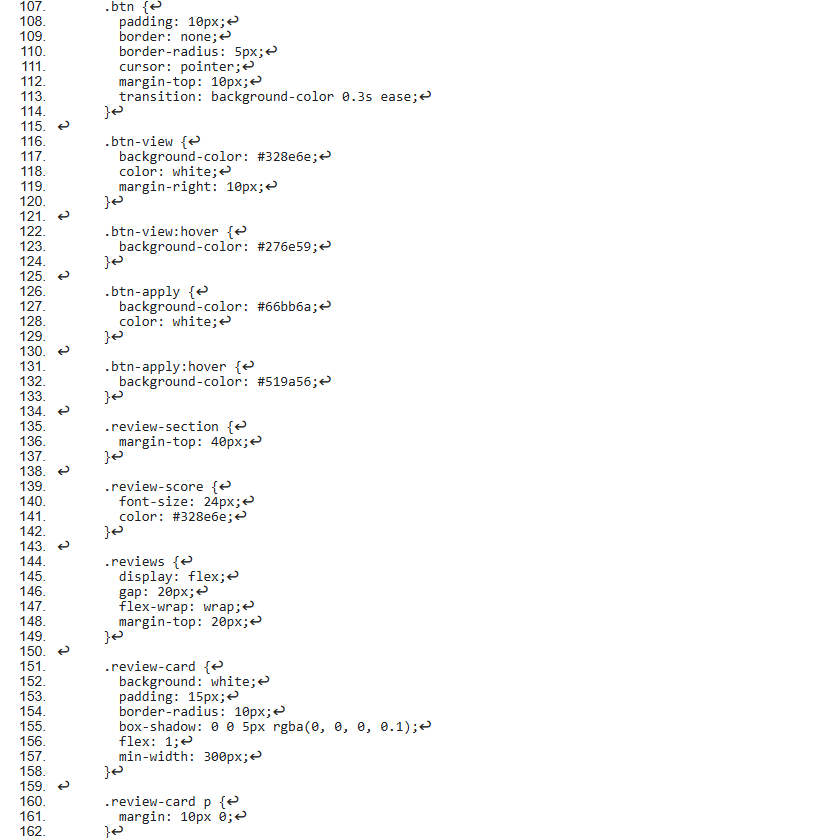 107. .btn {↩
108. padding: 10px;↩
109. border: none;↩
110. border-radius: 5px;↩
111. cursor: pointer;↩
112. margin-top: 10px;↩
113. transition: background-color 0.3s ease;↩
114. }↩
115. ↩
116. .btn-view {↩
117. background-color: #328e6e;↩
118. color: white;↩
119. margin-right: 10px;↩
120. }↩
121. ↩
122. .btn-view:hover {↩
123. background-color: #276e59;↩
124. }↩
125. ↩
126. .btn-apply {↩
127. background-color: #66bb6a;↩
128. color: white;↩
129. }↩
130. ↩
131. .btn-apply:hover {↩
132. background-color: #519a56;↩
133. }↩
134. ↩
135. .review-section {↩
136. margin-top: 40px;↩
137. }↩
138. ↩
139. .review-score {↩
140. font-size: 24px;↩
141. color: #328e6e;↩
142. }↩
143. ↩
144. .reviews {↩
145. display: flex;↩
146. gap: 20px;↩
147. flex-wrap: wrap;↩
148. margin-top: 20px;↩
149. }↩
150. ↩
151. .review-card {↩
152. background: white;↩
153. padding: 15px;↩
154. border-radius: 10px;↩
155. box-shadow: 0 0 5px rgba(0, 0, 0, 0.1);↩
156. flex: 1;↩
157. min-width: 300px;↩
158. }↩
159. ↩
160. .review-card p {↩
161. margin: 10px 0;↩
162. }↩